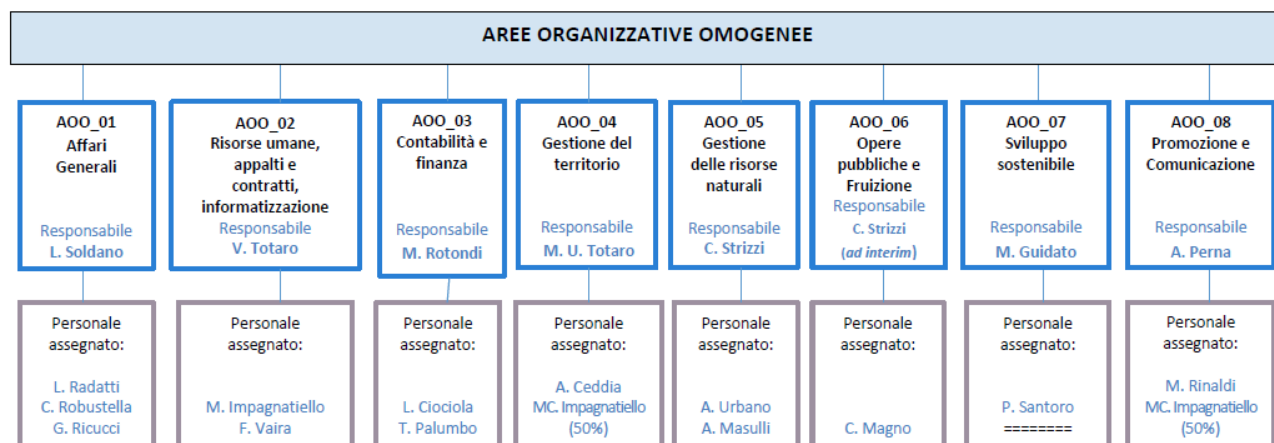 AREE ORGANIZZATIVE OMOGENEE
AOO_01
Affari
Generali
Responsabile
L. Soldano
AOO_02
Risorse umane,
appalti e
contratti,
informatizzazione
Responsabile
V. Totaro
AOO_03
Contabilità e
finanza
Responsabile
M. Rotondi
AOO_04
Gestione del
territorio
Responsabile
M. U. Totaro
AOO_05
Gestione
delle risorse
naturali
Responsabile
C. Strizzi
AOO_06
Opere
pubbliche e
Fruizione
Responsabile
C. Strizzi
(ad interim)
AOO_07
Sviluppo
sostenibile
Responsabile
M. Guidato
AOO_08
Promozione e
Comunicazione
Responsabile
A. Perna
Personale
assegnato:
L. Radatti
C. Robustella
G. Ricucci
Personale
assegnato:
M. Impagnatiello
F. Vaira
Personale
assegnato:
L. Ciociola
T. Palumbo
Personale
assegnato:
A. Ceddia
MC. Impagnatiello
(50%)
Personale
assegnato:
A. Urbano
A. Masulli
Personale
assegnato:
C. Magno
Personale
assegnato:
P. Santoro
========
Personale
assegnato:
M. Rinaldi
MC. Impagnatiello
(50%)